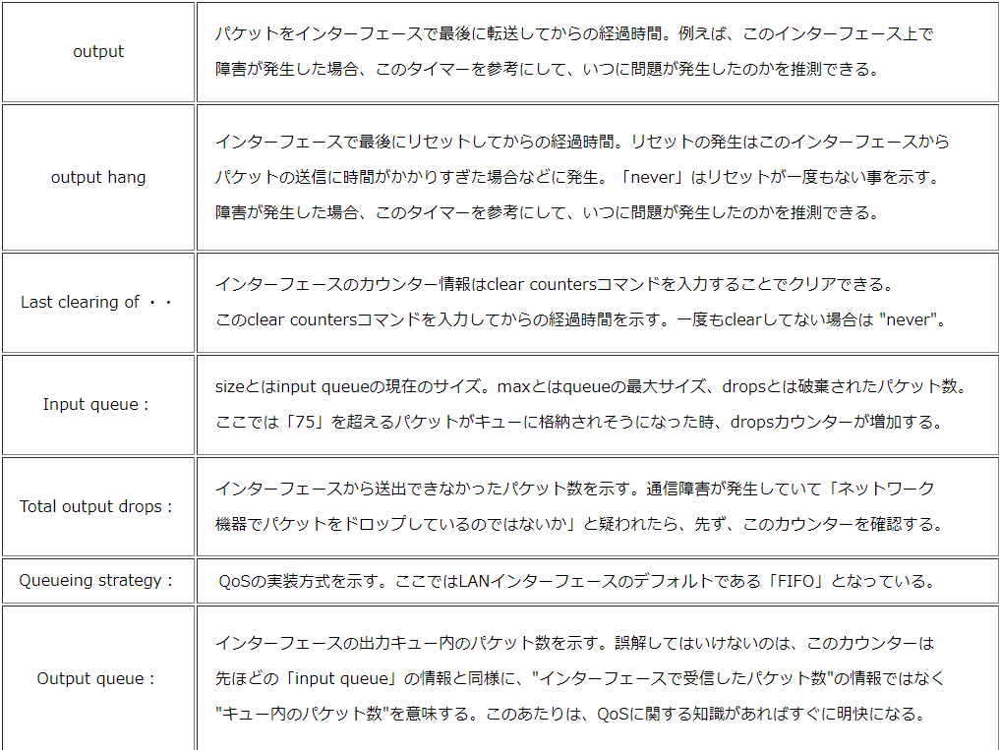 output
パケットをインターフェースで最後に転送してからの経過時間。例えば、このインターフェース上で
障害が発生した場合、このタイマーを参考にして、いつに問題が発生したのかを推測できる。
output hang
インターフェースで最後にリセットしてからの経過時間。リセットの発生はこのインターフェースから
パケットの送信に時間がかかりすぎた場合などに発生。「never」はリセットが一度もない事を示す。
障害が発生した場合、このタイマーを参考にして、いつに問題が発生したのかを推測できる。
Last clearing of ・・
インターフェースのカウンター情報はclear countersコマンドを入力することでクリアできる。
このclear countersコマンドを入力してからの経過時間を示す。一度もclearしてない場合は "never"。
Input queue :
sizeとはinput queueの現在のサイズ。maxとはqueueの最大サイズ、dropsとは破棄されたパケット数。
ここでは「75」を超えるパケットがキューに格納されそうになった時、dropsカウンターが増加する。
Total output drops :
インターフェースから送出できなかったパケット数を示す。通信障害が発生していて「ネットワーク
機器でパケットをドロップしているのではないか」と疑われたら、先ず、このカウンターを確認する。
Queueing strategy :
QoSの実装方式を示す。ここではLANインターフェースのデフォルトである「FIFO」となっている。
Output queue :
インターフェースの出力キュー内のパケット数を示す。誤解してはいけないのは、このカウンターは
先ほどの「input queue」の情報と同様に、"インターフェースで受信したパケット数"の情報ではなく
"キュー内のパケット数"を意味する。このあたりは、QoSに関する知識があればすぐに明快になる。